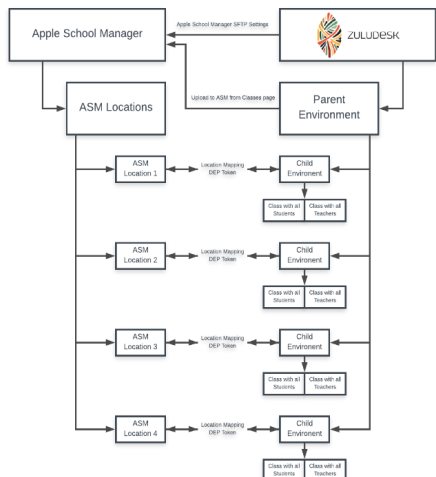 Apple School Manager
Apple School Manager SFTP Settings
ZULUDESK
ASM Locations
Upload to ASM from Classes page
Parent
Environment
ASM
Location 1
Location Mapping
DEP Token
Child
Enviroment
Class with all
Students
Class with all
Teachers
ASM
Location 2
Location Mapping
DEP Token
Child
Enviroment
Class with all
Students
Class with all
Teachers
ASM
Location 3
Location Mapping
DEP Token
Child
Enviroment
Class with all
Students
Class with all
Teachers
ASM
Location 4
Location Mapping
DEP Token
Child
Enviroment
Class with all
Students
Class with all
Teachers